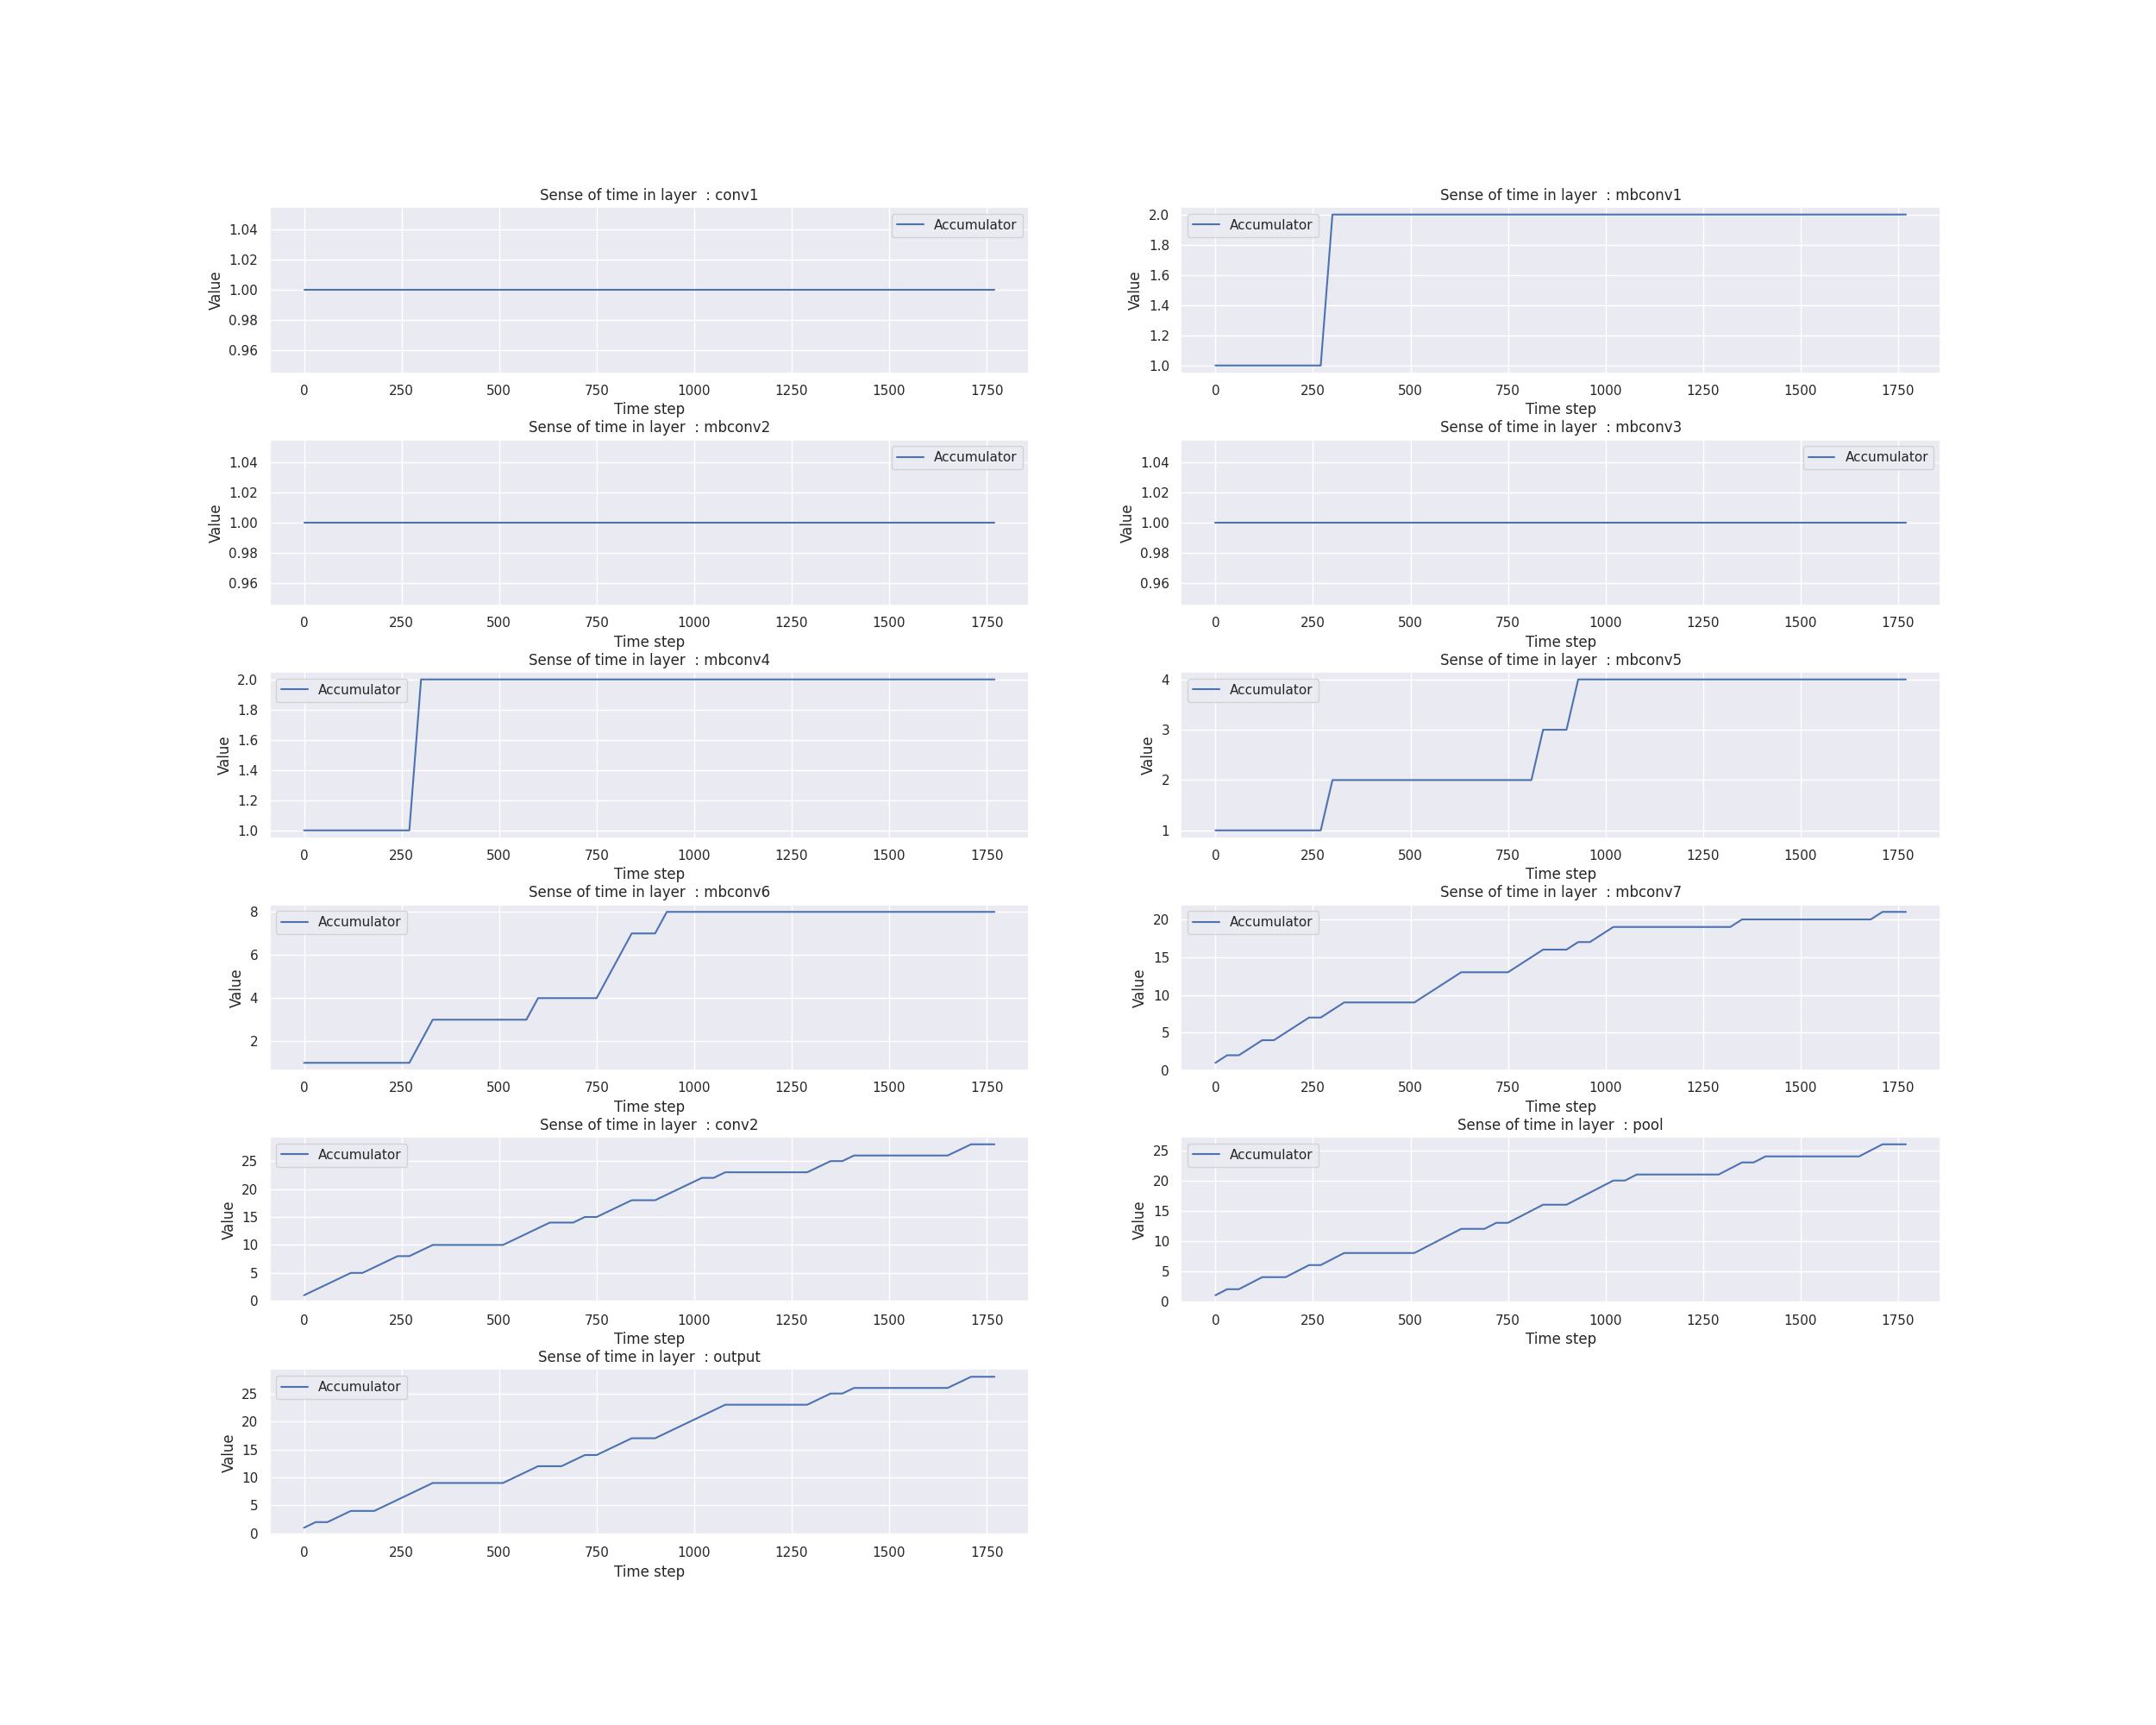 Sense of time in layer : conv1
Accumulator
Value
1.04
1.02
1.00
0.98
0.96
0 250 500 750 1000 1250 1500 1750
Time step
Sense of time in layer : mbconv1
Accumulator
Value
2.0
1.8
1.6
1.4
1.2
1.0
0 250 500 750 1000 1250 1500 1750
Time step
Sense of time in layer : mbconv2
Accumulator
Value
1.04
1.02
1.00
0.98
0.96
0 250 500 750 1000 1250 1500 1750
Time step
Sense of time in layer : mbconv3
Accumulator
Value
1.04
1.02
1.00
0.98
0.96
0 250 500 750 1000 1250 1500 1750
Time step
Sense of time in layer : mbconv4
Accumulator
Value
2.0
1.8
1.6
1.4
1.2
1.0
0 250 500 750 1000 1250 1500 1750
Time step
Sense of time in layer : mbconv5
Accumulator
Value
4
3
2
1
0 250 500 750 1000 1250 1500 1750
Time step
Sense of time in layer : mbconv6
Accumulator
Value
8
6
4
2
0 250 500 750 1000 1250 1500 1750
Time step
Sense of time in layer : mbconv7
Accumulator
Value
20
15
10
5
0
0 250 500 750 1000 1250 1500 1750
Time step
Sense of time in layer : conv2
Accumulator
Value
25
20
15
10
5
0
0 250 500 750 1000 1250 1500 1750
Time step
Sense of time in layer : pool
Accumulator
Value
25
20
15
10
5
0
0 250 500 750 1000 1250 1500 1750
Time step
Sense of time in layer : output
Accumulator
Value
25
20
15
10
5
0
0 250 500 750 1000 1250 1500 1750
Time step